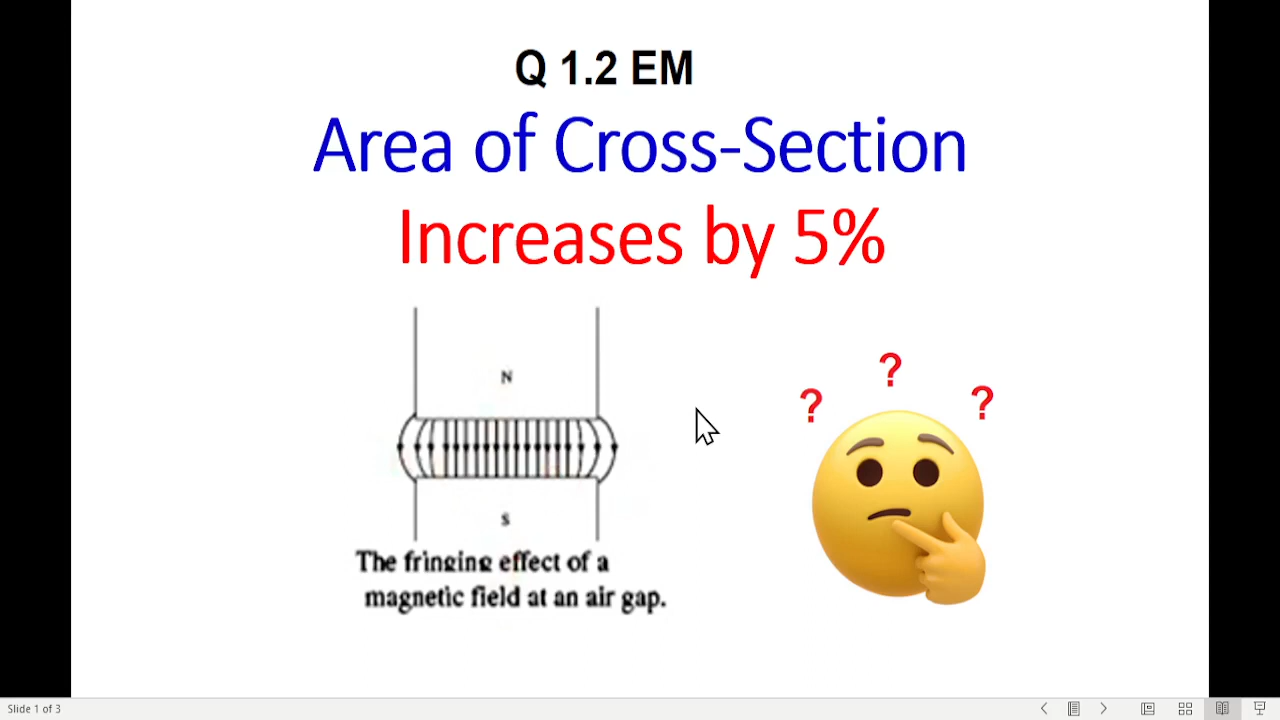 Q 1.2 EM
Area of Cross-Section
Increases by 5%
N
? ? ?
S
The fringing effect of a
magnetic field at an air gap.
Slide 1 of 3